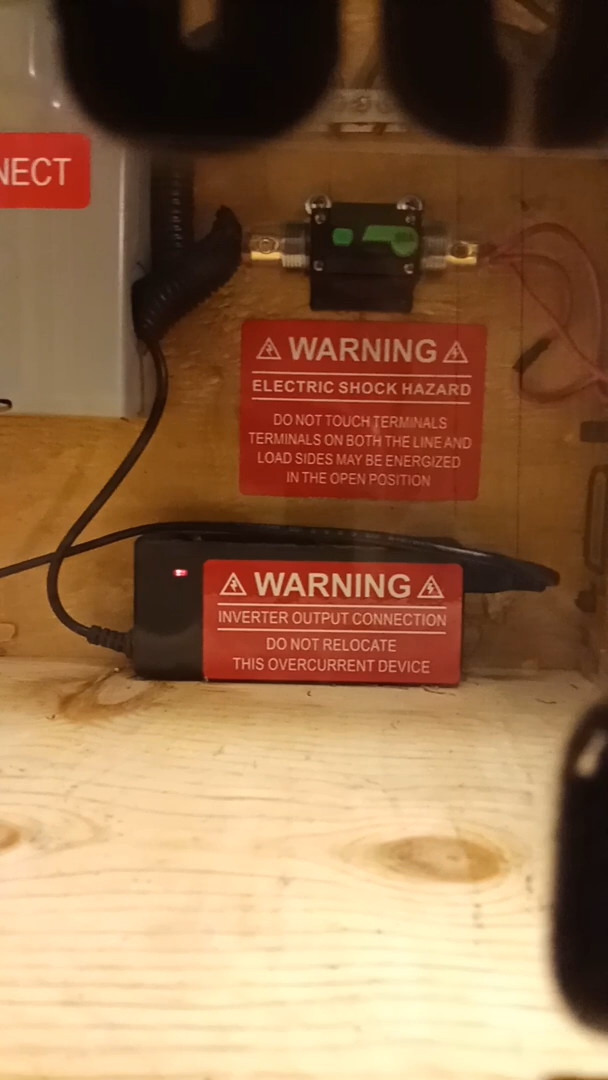 NECT
WARNING
ELECTRIC SHOCK HAZARD
DO NOT TOUCH TERMINALS
TERMINALS ON BOTH THE LINE AND
LOAD SIDES MAY BE ENERGIZED
IN THE OPEN POSITION
WARNING
INVERTER OUTPUT CONNECTION
DO NOT RELOCATE
THIS OVERCURRENT DEVICE